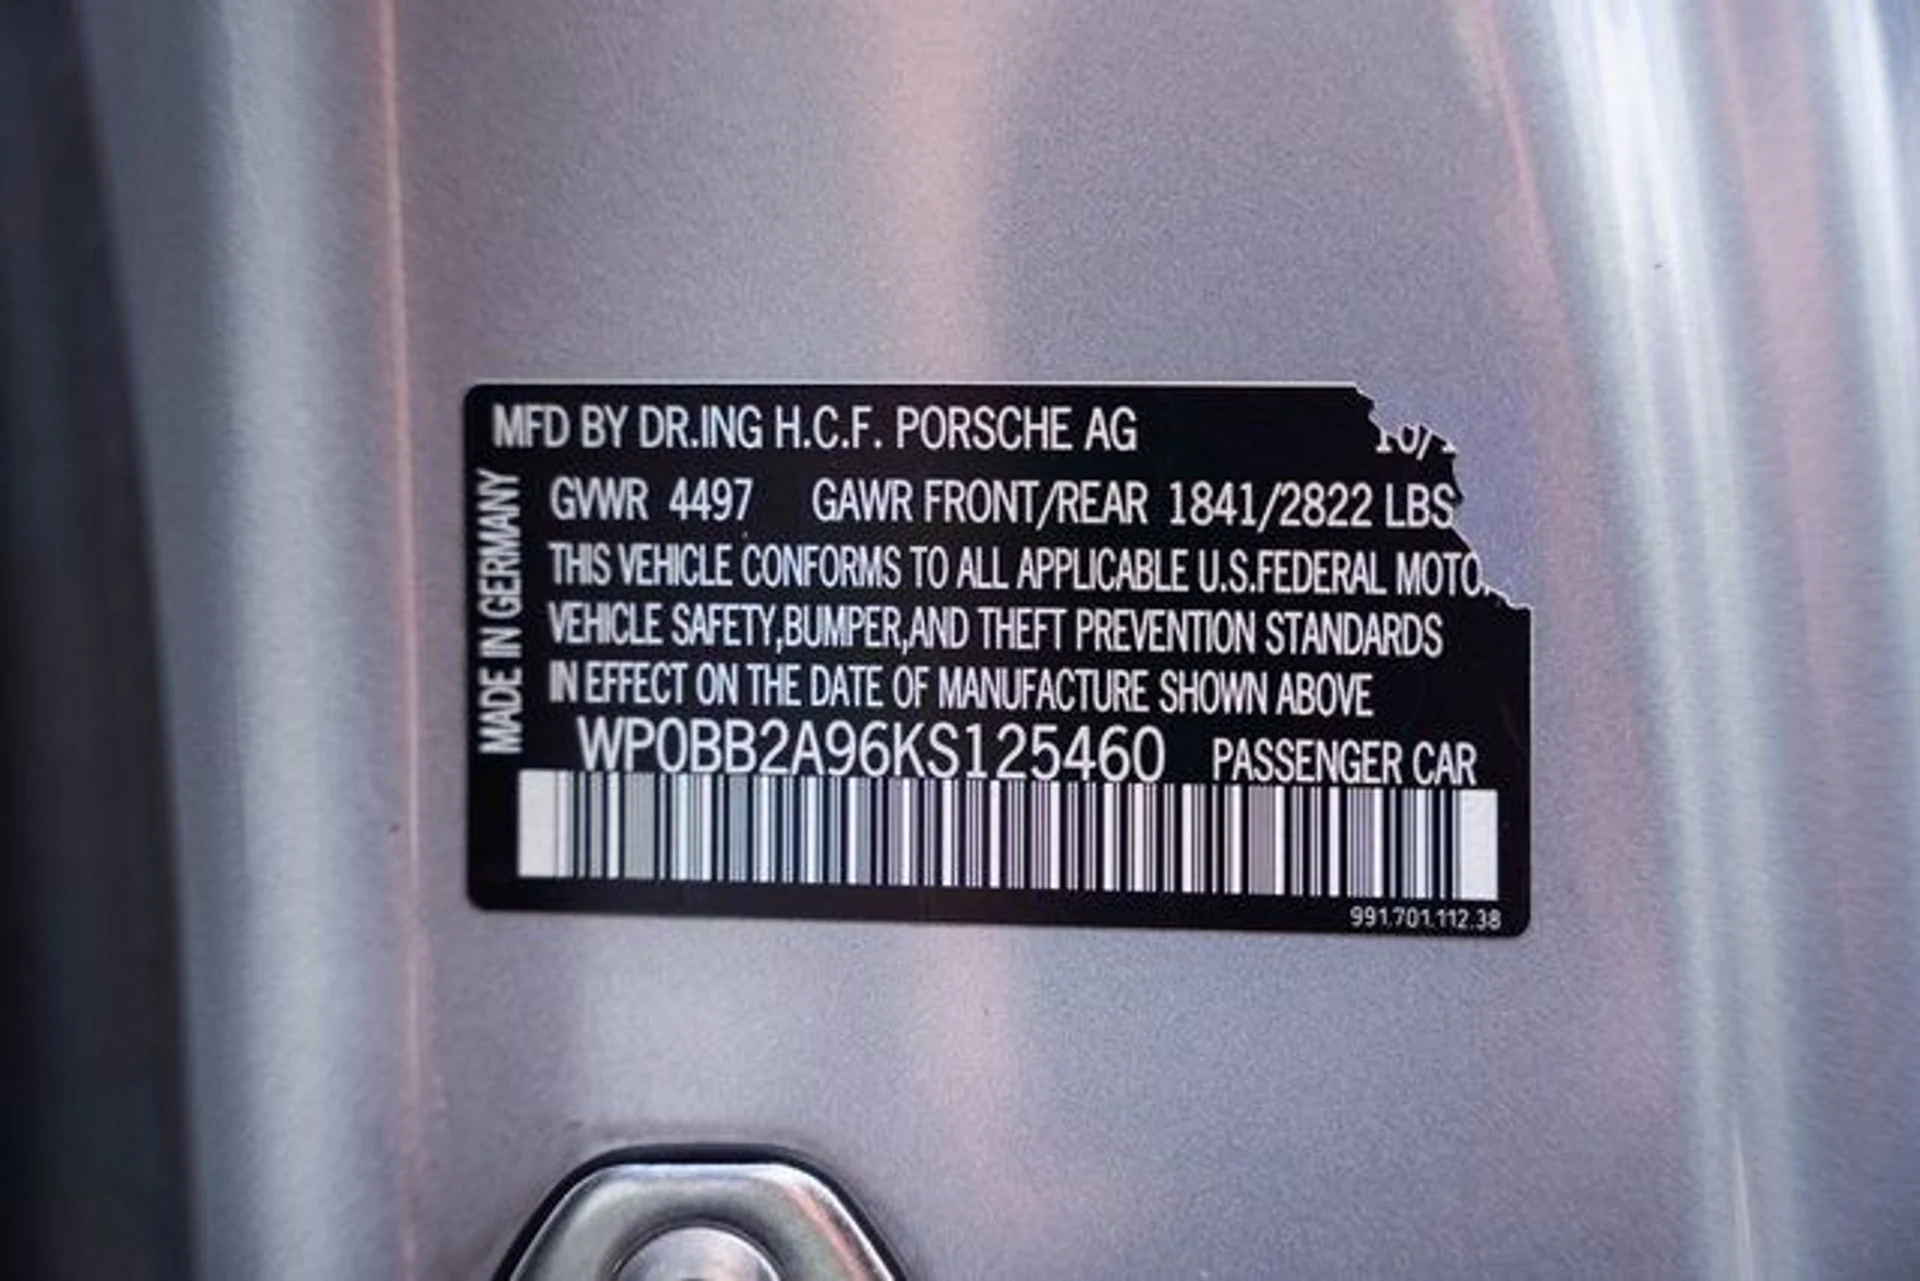 MFD BY DR.ING H.C.F. PORSCHE AG
MADE IN GERMANY
GVWR 4497 GAWR FRONT/REAR 1841/2822 LBS
THIS VEHICLE CONFORMS TO ALL APPLICABLE U.S.FEDERAL
VEHICLE SAFETY,BUMPER,AND THEFT PREVENTION STANDARDS
IN EFFECT ON THE DATE OF MANUFACTURE SHOWN ABOVE
WP0BB2A96KS125460 PASSENGER CAR
991.701.112.38